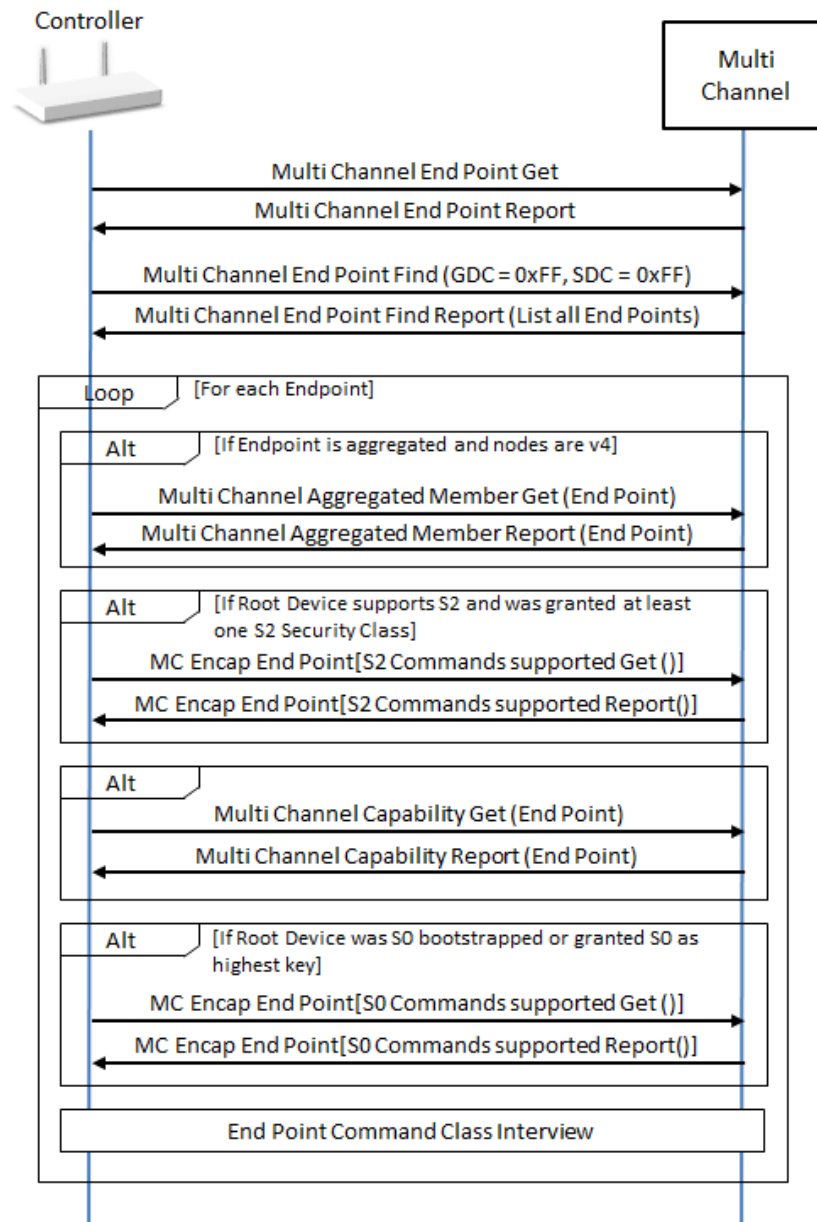 Controller
Multi
Channel
Multi Channel End Point Get
Multi Channel End Point Report
Multi Channel End Point Find (GDC = 0xFF, SDC = 0xFF)
Multi Channel End Point Find Report (List all End Points)
Loop
[For each Endpoint]
Alt
[If Endpoint is aggregated and nodes are v4]
Multi Channel Aggregated Member Get (End Point)
Multi Channel Aggregated Member Report (End Point)
Alt
[If Root Device supports S2 and was granted at least
one S2 Security Class]
MC Encap End Point[S2 Commands supported Get ()]
MC Encap End Point[S2 Commands supported Report()]
Alt
Multi Channel Capability Get (End Point)
Multi Channel Capability Report (End Point)
Alt
[If Root Device was S0 bootstrapped or granted S0 as
highest key]
MC Encap End Point[S0 Commands supported Get ()]
MC Encap End Point[S0 Commands supported Report()]
End Point Command Class Interview